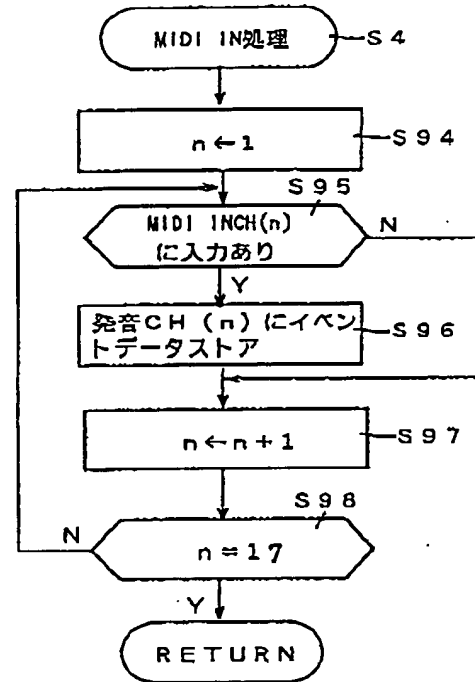 MIDI IN処理
S4
n←1
S94
S95
MIDI INCH(n)
に入力あり
N
Y
発音CH (n) にイベン
トデータストア
S96
n←n+1
S97
S98
N
n=17
Y
RETURN